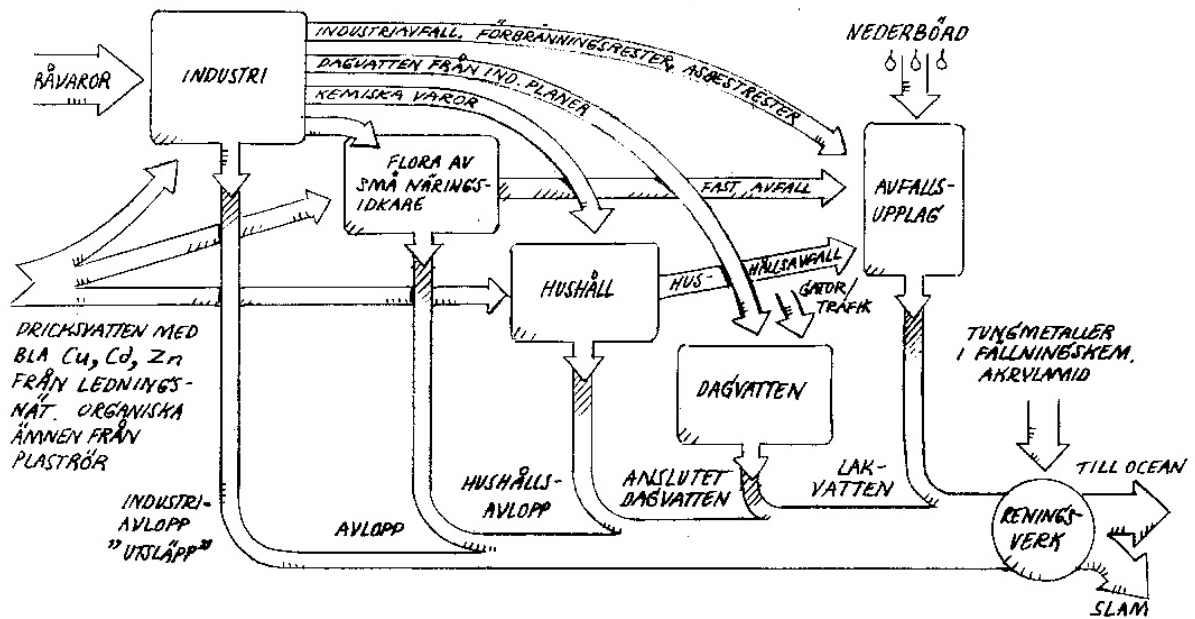 INDUSTRIAVFALL, FÖRBRÄNNINGSRESTER, ASBESTRESTER
NEDERBÖRD
RÅVAROR
INDUSTRI
DAGVATTEN FRÅN IND. PLANER
KEMISKA VAROR
FLORA AV
SMÅ NÄRINGS-
IDKARE
FAST AVFALL
AVFALLS-
UPPLAG
HUSHÅLL
HUS-
HÅLLSAVFALL
GATOR/
TRAFIK
DRICKSVATTEN MED
BLA Cu, Cd, Zn
FRÅN LEDNINGS-
NÄT. ORGANISKA
ÄMNEN FRÅN
PLASTRÖR
DAGVATTEN
TUNGMETALLER
I FÄLLNINGSKEM.
AKRYLAMID
INDUSTRI-
AVLOPP
"UTSLÄPP"
AVLOPP
HUSHÅLLS-
AVLOPP
ANSLUTET
DAGVATTEN
LAK-
VATTEN
RENINGS-
VERK
TILL OCEAN
SLAM